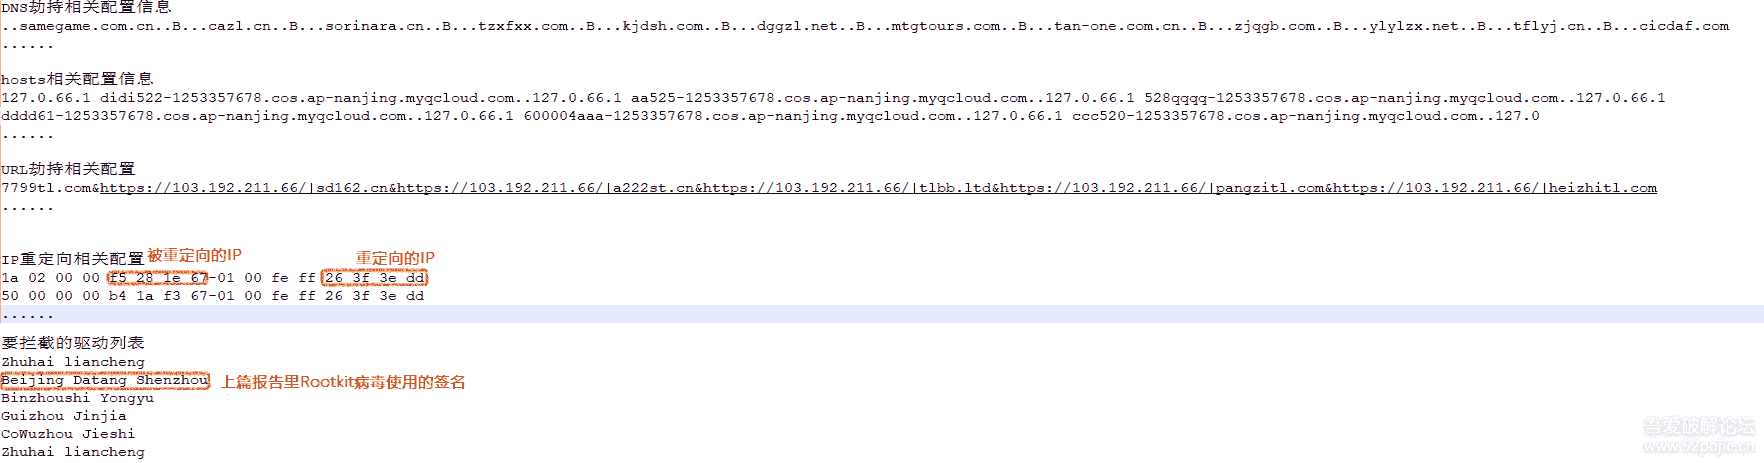 DNS劫持相关配置信息
..samegame.com.cn..B...cazl.cn..B...sorinara.cn..B...tzxfxx.com..B...kjdsh.com..B...dggzl.net..B...mtgtours.com..B...tan-one.com.cn..B...zjqgb.com..B...ylylzx.net..B...tflyj.cn..B...cicdaf.com
......
hosts相关配置信息
127.0.66.1 didi522-1253357678.cos.ap-nanjing.myqcloud.com..127.0.66.1 aa525-1253357678.cos.ap-nanjing.myqcloud.com..127.0.66.1 528qqqq-1253357678.cos.ap-nanjing.myqcloud.com..127.0.66.1
dddd61-1253357678.cos.ap-nanjing.myqcloud.com..127.0.66.1 600004aaa-1253357678.cos.ap-nanjing.myqcloud.com..127.0.66.1 ccc520-1253357678.cos.ap-nanjing.myqcloud.com..127.0
......
URL劫持相关配置
7799tl.com&https://103.192.211.66/|sd162.cn&https://103.192.211.66/|a222st.cn&https://103.192.211.66/|tlbb.ltd&https://103.192.211.66/|pangzitl.com&https://103.192.211.66/|heizhitl.com
......
IP重定向相关配置 被重定向的IP 重定向的IP
1a 02 00 00 f5 28 1e 67-01 00 fe ff 26 3f 3e dd
50 00 00 00 b4 1a f3 67-01 00 fe ff 26 3f 3e dd
......
要拦截的驱动列表
Zhuhai liancheng
Beijing Datang Shenzhou 上篇报告里Rootkit病毒使用的签名
Binzhoushi Yongyu
Guizhou Jinjia
CoWuzhou Jieshi
Zhuhai liancheng
吾爱破解论坛
www.52pojie.cn